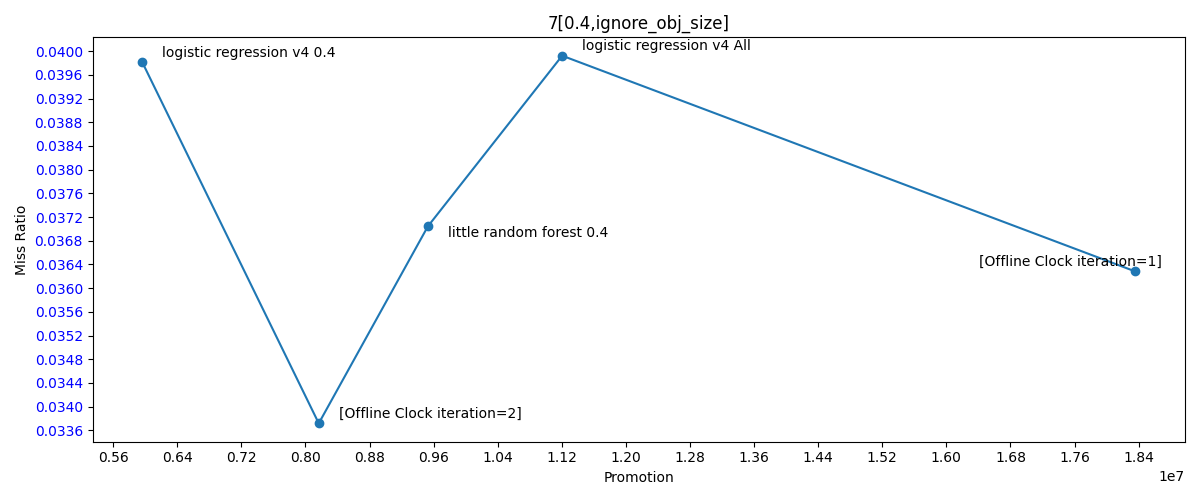 7[0.4,ignore_obj_size]
0.0400
0.0396
0.0392
0.0388
0.0384
0.0380
0.0376
0.0372
0.0368
0.0364
0.0360
0.0356
0.0352
0.0348
0.0344
0.0340
0.0336
Miss Ratio
logistic regression v4 0.4
logistic regression v4 All
little random forest 0.4
[Offline Clock iteration=1]
[Offline Clock iteration=2]
0.56 0.64 0.72 0.80 0.88 0.96 1.04 1.12 1.20 1.28 1.36 1.44 1.52 1.60 1.68 1.76 1.84
1e7
Promotion